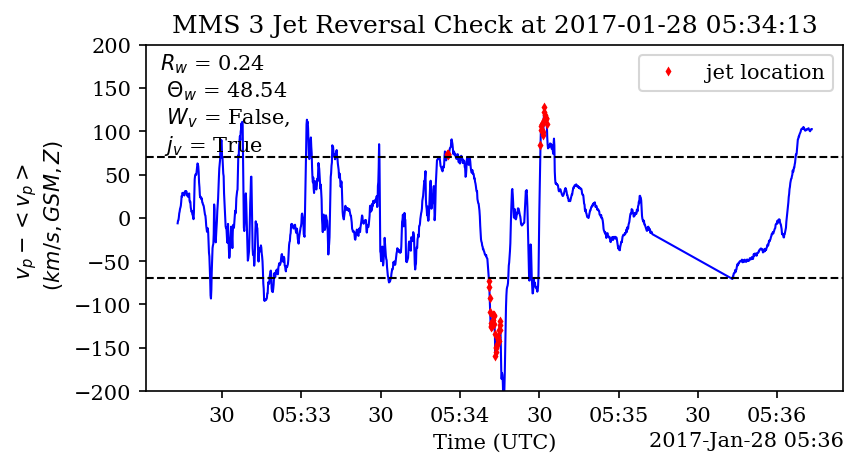 MMS 3 Jet Reversal Check at 2017-01-28 05:34:13
R_w = 0.24
Θ_w = 48.54
W_v = False,
j_v = True
jet location
v_p − < v_p >
(km/s, GSM, Z)
200
150
100
50
0
−50
−100
−150
−200
30 05:33 30 05:34 30 05:35 30 05:36
Time (UTC)
2017-Jan-28 05:36